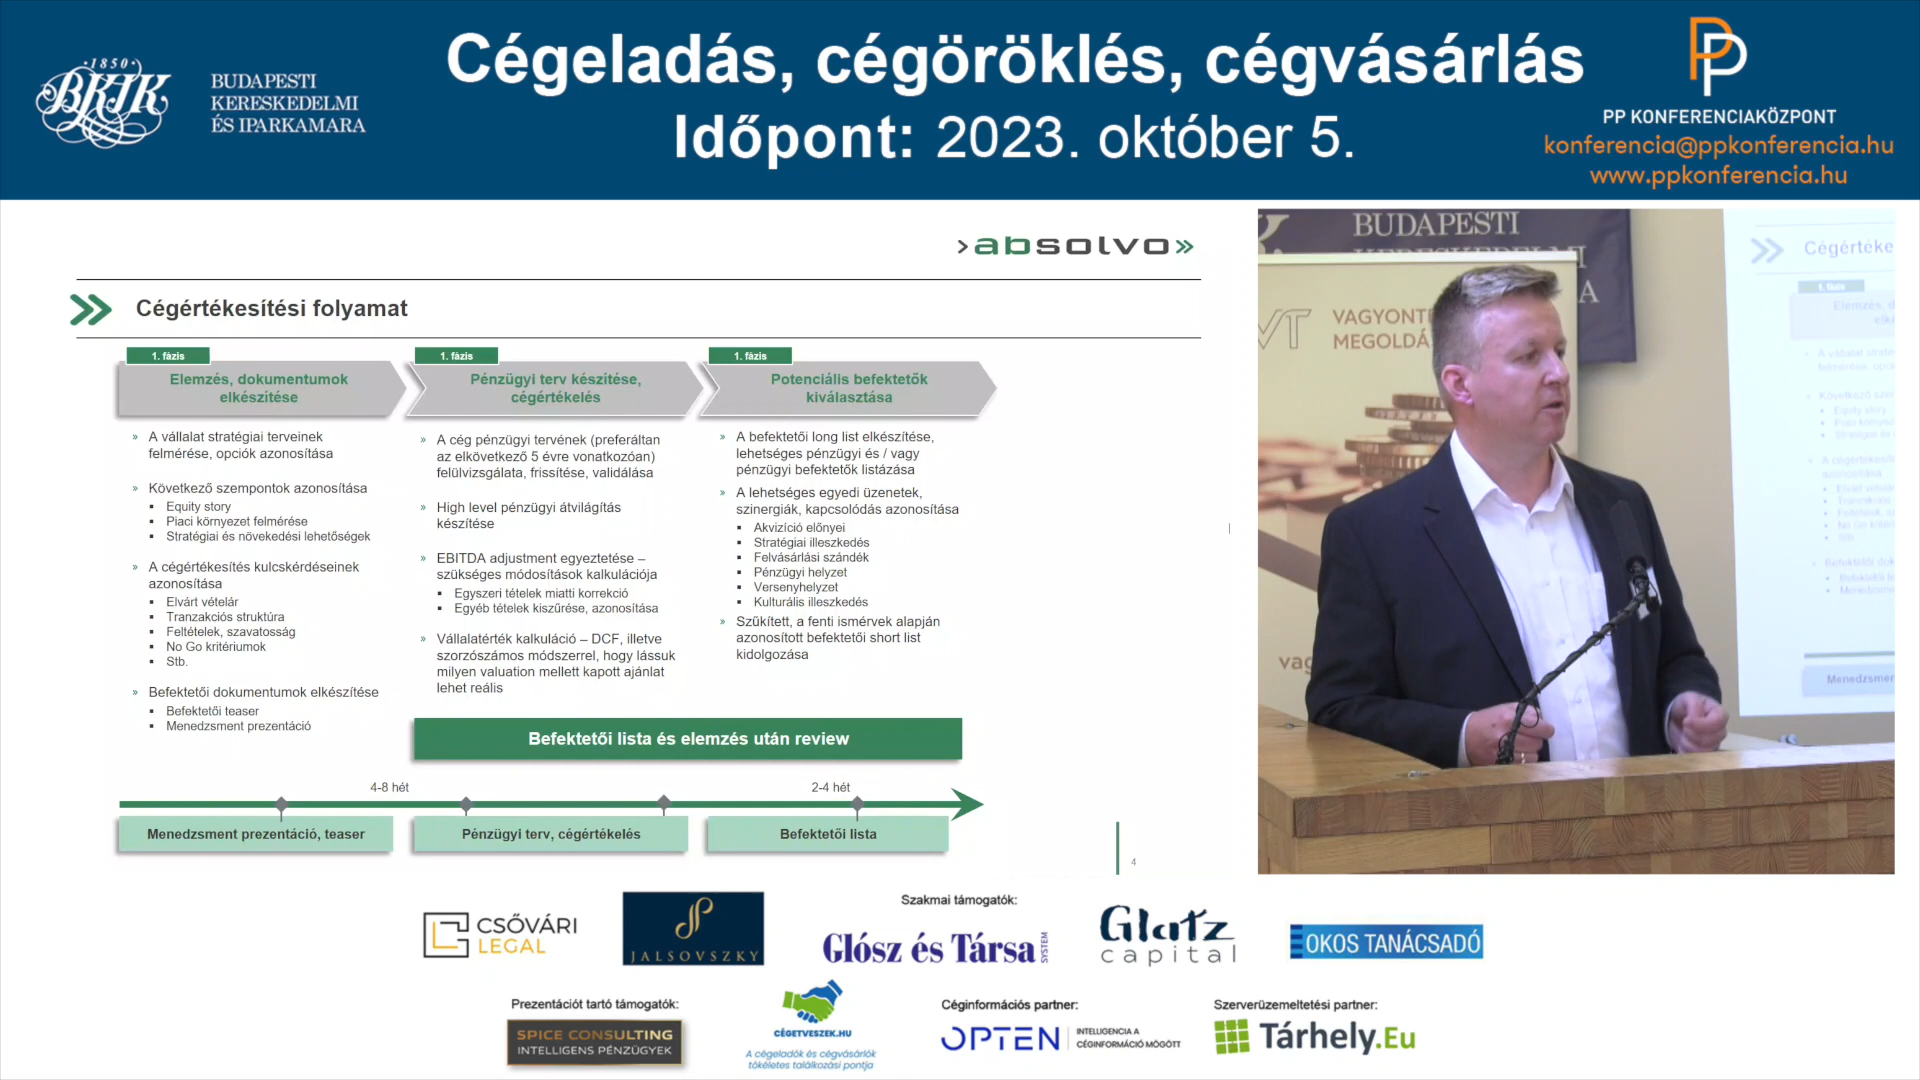 ·1850·
BKIK
BUDAPESTI
KERESKEDELMI
ÉS IPARKAMARA
Cégeladás, cégöröklés, cégvásárlás
Időpont: 2023. október 5.
PP KONFERENCIAKÖZPONT
konferencia@ppkonferencia.hu
www.ppkonferencia.hu
>absolvo»
Cégértékesítési folyamat
1. fázis
Elemzés, dokumentumok
elkészítése
» A vállalat stratégiai terveinek
felmérése, opciók azonosítása
» Következő szempontok azonosítása
▪ Equity story
▪ Piaci környezet felmérése
▪ Stratégiai és növekedési lehetőségek
» A cégértékesítés kulcskérdéseinek
azonosítása
▪ Elvárt vételár
▪ Tranzakciós struktúra
▪ Feltételek, szavatosság
▪ No Go kritériumok
▪ Stb.
» Befektetői dokumentumok elkészítése
▪ Befektetői teaser
▪ Menedzsment prezentáció
1. fázis
Pénzügyi terv készítése,
cégértékelés
» A cég pénzügyi tervének (preferáltan
az elkövetkező 5 évre vonatkozóan)
felülvizsgálata, frissítése, validálása
» High level pénzügyi átvilágítás
készítése
» EBITDA adjustment egyeztetése –
szükséges módosítások kalkulációja
▪ Egyszeri tételek miatti korrekció
▪ Egyéb tételek kiszűrése, azonosítása
» Vállalatérték kalkuláció – DCF, illetve
szorzószámos módszerrel, hogy lássuk
milyen valuation mellett kapott ajánlat
lehet reális
1. fázis
Potenciális befektetők
kiválasztása
» A befektetői long list elkészítése,
lehetséges pénzügyi és / vagy
pénzügyi befektetők listázása
» A lehetséges egyedi üzenetek,
szinergiák, kapcsolódás azonosítása
▪ Akvizíció előnyei
▪ Stratégiai illeszkedés
▪ Felvásárlási szándék
▪ Pénzügyi helyzet
▪ Versenyhelyzet
▪ Kulturális illeszkedés
» Szűkített, a fenti ismérvek alapján
azonosított befektetői short list
kidolgozása
Befektetői lista és elemzés után review
4-8 hét
2-4 hét
Menedzsment prezentáció, teaser
Pénzügyi terv, cégértékelés
Befektetői lista
4
BUDAPESTI
VAGYONT
MEGOLDÁ
vag
Cégértéke
1. fázis
Menedzsmen
CSŐVÁRI
LEGAL
JALSOVSZKY
Szakmai támogatók:
Glósz és Társa
SYSTEM
Glatz
capital
OKOS TANÁCSADÓ
Prezentációt tartó támogatók:
SPICE CONSULTING
INTELLIGENS PÉNZÜGYEK
CÉGETVESZEK.HU
A cégeladók és cégvásárlók
tökéletes találkozási pontja
Céginformációs partner:
OPTEN
INTELLIGENCIA A
CÉGINFORMÁCIÓ MÖGÖTT
Szerverüzemeltetési partner:
Tárhely.Eu